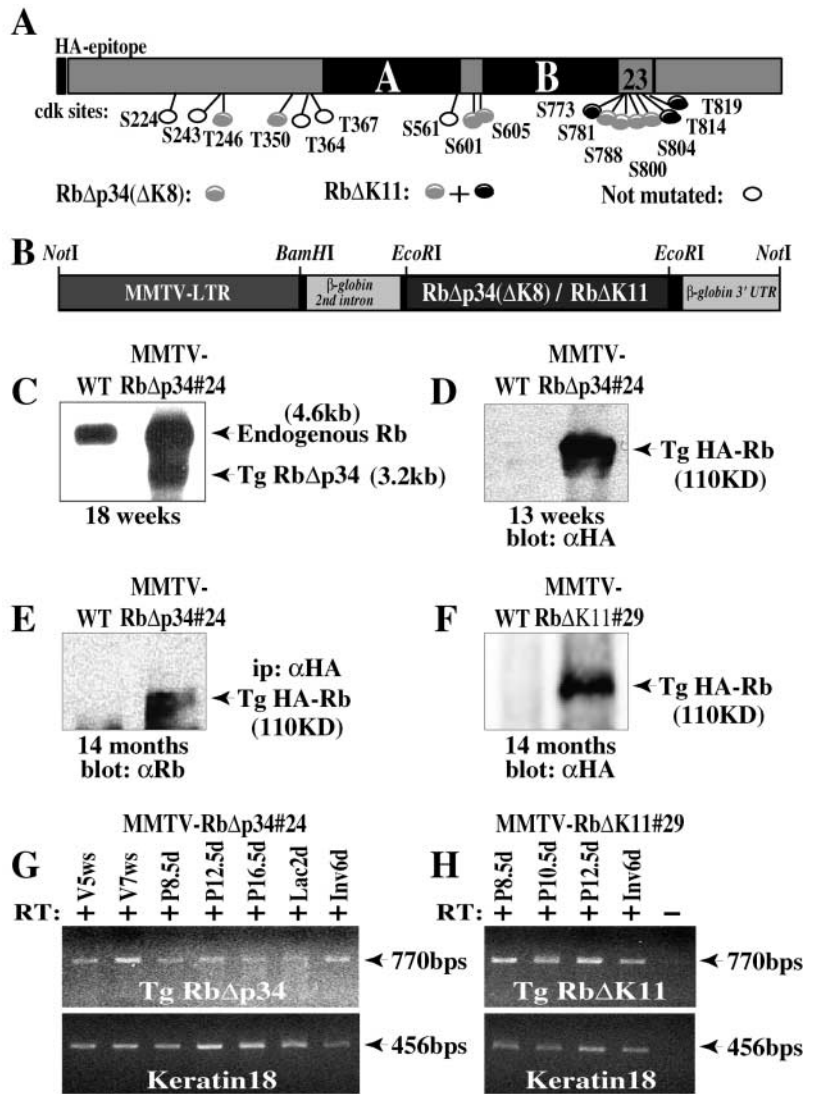 A
HA-epitope
A B 23
cdk sites:
S224 S243 T246 T350 T364 T367 S561 S601 S605 S773 S781 S788 S800 S804 T814 T819
RbΔp34(ΔK8): RbΔK11: + Not mutated:
B
NotI BamHI EcoRI EcoRI NotI
MMTV-LTR β-globin 2nd intron RbΔp34(ΔK8) / RbΔK11 β-globin 3' UTR
C
MMTV-
WT RbΔp34#24
(4.6kb)
Endogenous Rb
Tg RbΔp34 (3.2kb)
18 weeks
D
MMTV-
WT RbΔp34#24
Tg HA-Rb
(110KD)
13 weeks
blot: αHA
E
MMTV-
WT RbΔp34#24
ip: αHA
Tg HA-Rb
(110KD)
14 months
blot: αRb
F
MMTV-
WT RbΔK11#29
Tg HA-Rb
(110KD)
14 months
blot: αHA
G
MMTV-RbΔp34#24
V5ws V7ws P8.5d P12.5d P16.5d Lac2d Inv6d
RT: + + + + + + +
770bps
Tg RbΔp34
456bps
Keratin18
H
MMTV-RbΔK11#29
P8.5d P10.5d P12.5d Inv6d
RT: + + + + −
770bps
Tg RbΔK11
456bps
Keratin18